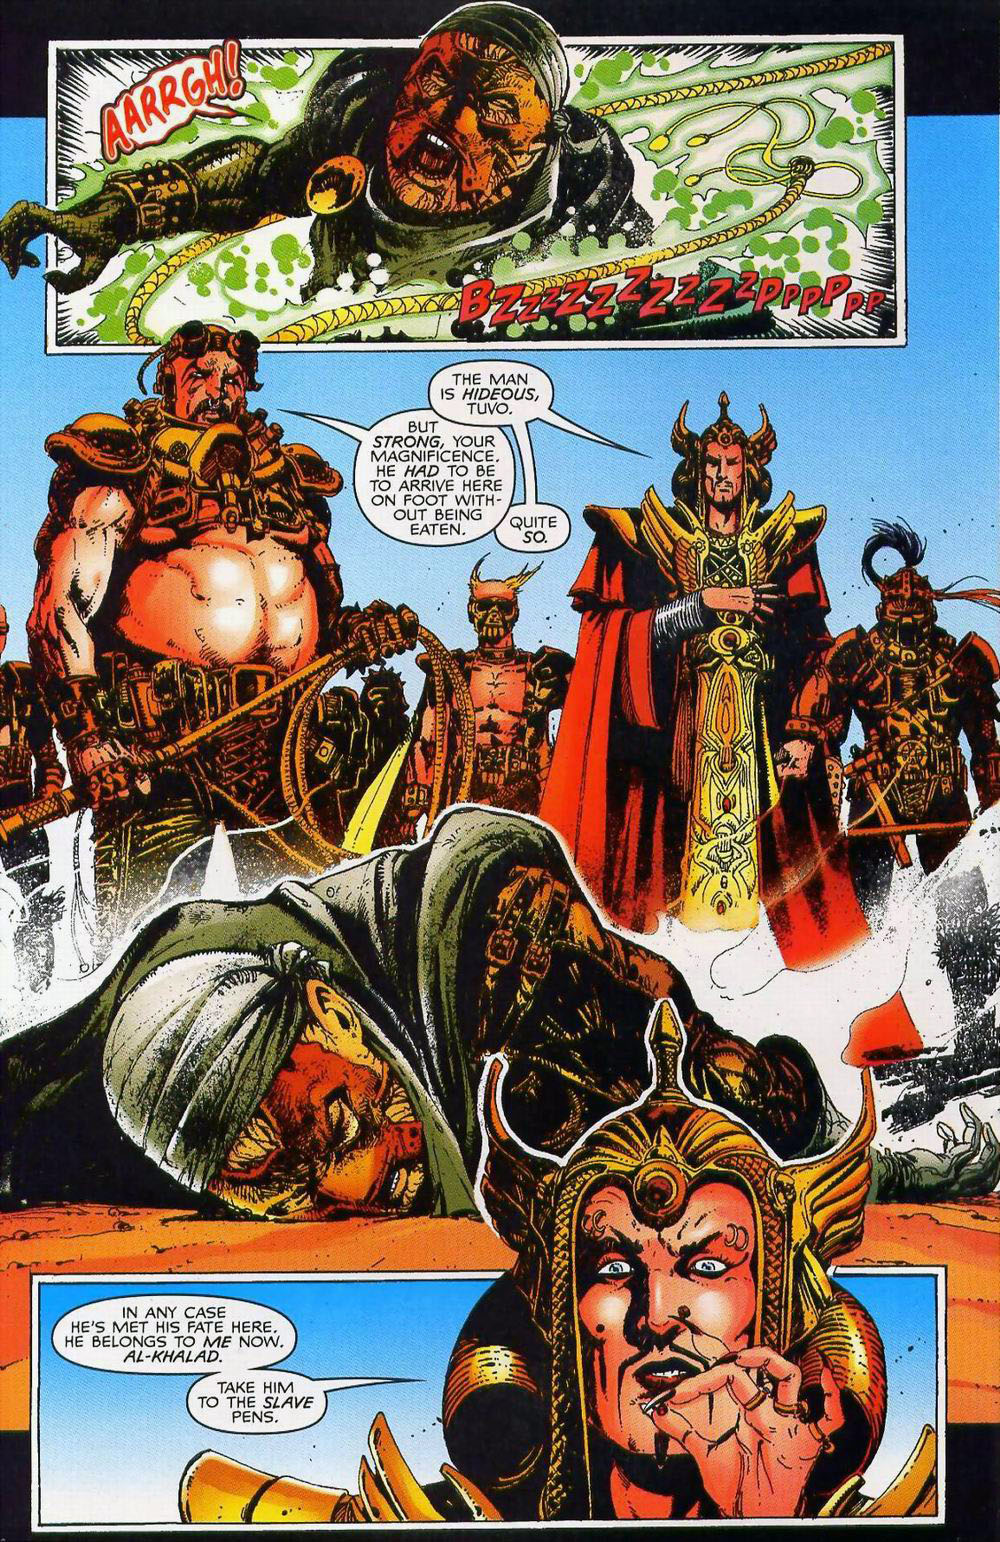 AARRGH!
BZZZZZZZZZZPPPPPP
THE MAN
IS HIDEOUS,
TUVO.
BUT
STRONG, YOUR
MAGNIFICENCE.
HE HAD TO BE
TO ARRIVE HERE
ON FOOT WITH-
OUT BEING
EATEN.
QUITE
SO.
IN ANY CASE
HE'S MET HIS FATE HERE.
HE BELONGS TO ME NOW.
AL-KHALAD.
TAKE HIM
TO THE SLAVE
PENS.